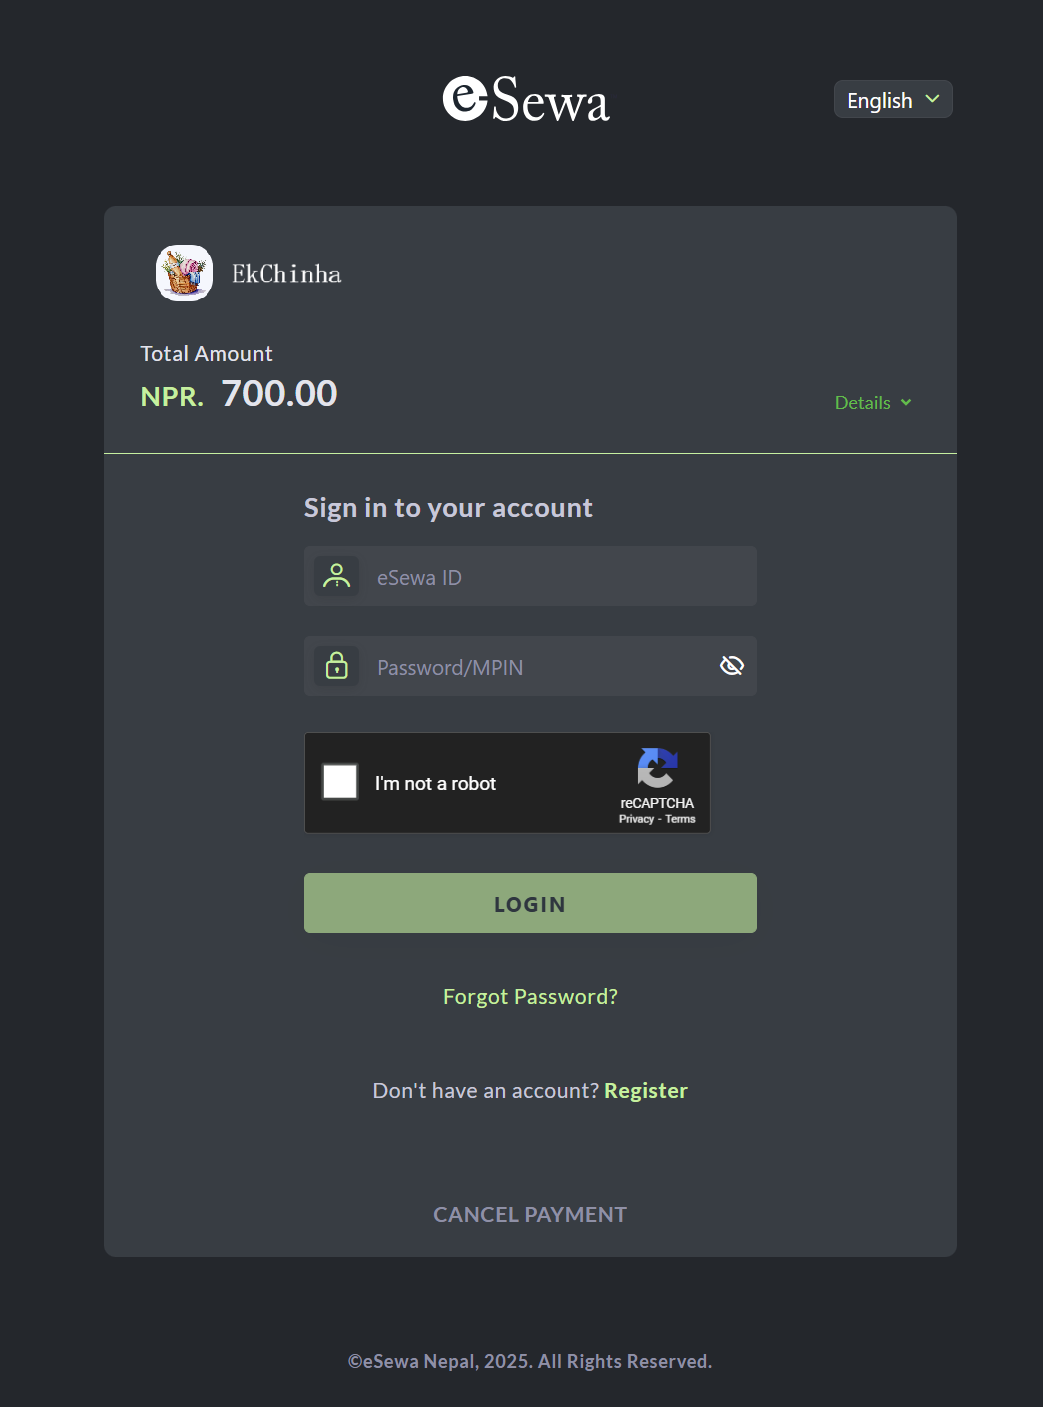 eSewa
English
EkChinha
Total Amount
NPR. 700.00
Details
Sign in to your account
eSewa ID
Password/MPIN
I'm not a robot
reCAPTCHA
Privacy - Terms
LOGIN
Forgot Password?
Don't have an account? Register
CANCEL PAYMENT
©eSewa Nepal, 2025. All Rights Reserved.